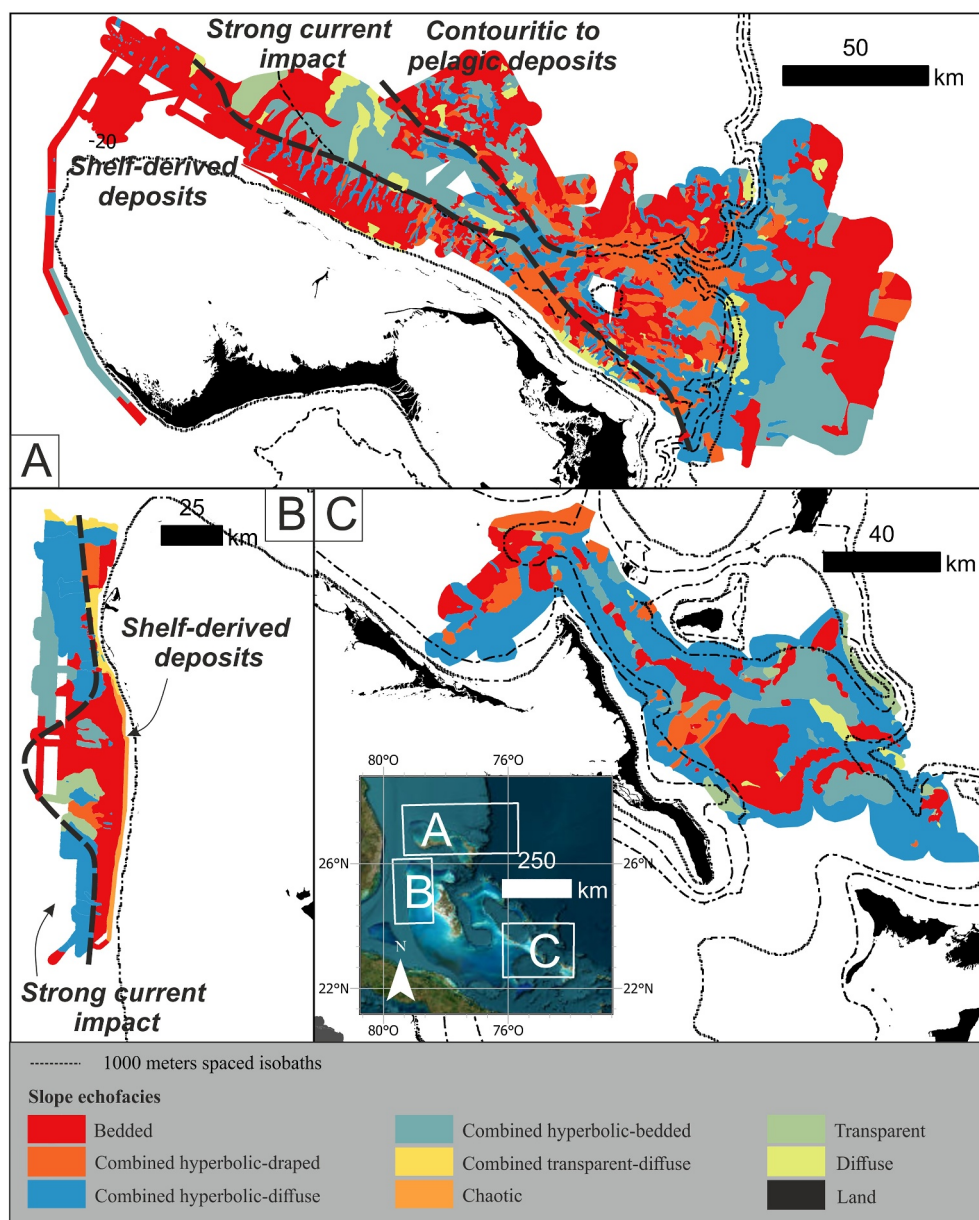 Strong current
impact
Contouritic to
pelagic deposits
50
km
-20
Shelf-derived
deposits
A
25
km
B
Shelf-derived
deposits
Strong current
impact
C
40
km
80° 76°
A
26°N 26°N
250
km
B
C
N
22°N 22°N
80° 76°
1000 meters spaced isobaths
Slope echofacies
Bedded
Combined hyperbolic-draped
Combined hyperbolic-diffuse
Combined hyperbolic-bedded
Combined transparent-diffuse
Chaotic
Transparent
Diffuse
Land